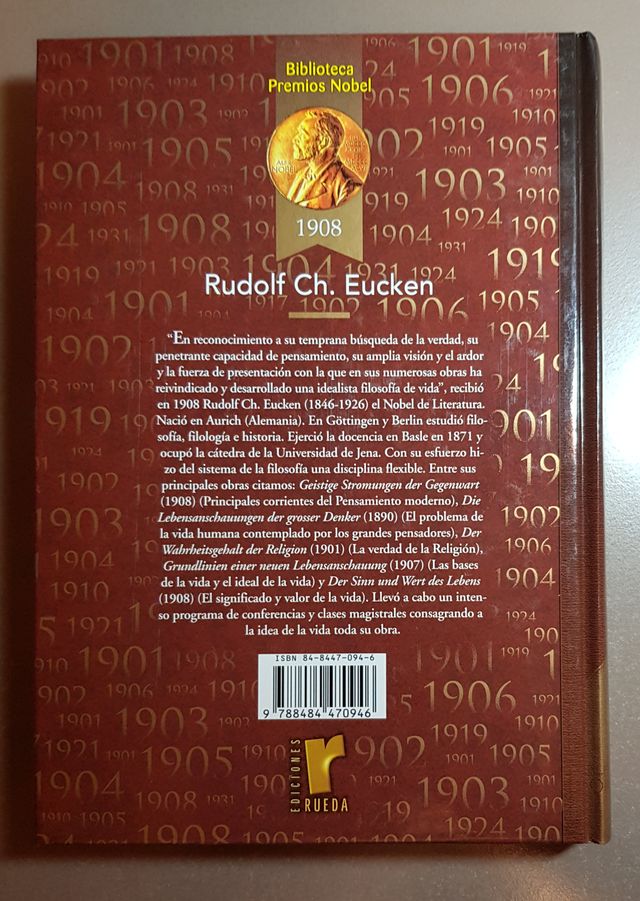 Biblioteca
Premios Nobel
1908
Rudolf Ch. Eucken
“En reconocimiento a su temprana búsqueda de la verdad, su
penetrante capacidad de pensamiento, su amplia visión y el ardor
y la fuerza de presentación con la que en sus numerosas obras ha
reivindicado y desarrollado una idealista filosofía de vida”, recibió
en 1908 Rudolf Ch. Eucken (1846-1926) el Nobel de Literatura.
Nació en Aurich (Alemania). En Göttingen y Berlin estudió filo-
sofía, filología e historia. Ejerció la docencia en Basle en 1871 y
ocupó la cátedra de la Universidad de Jena. Con su esfuerzo hi-
zo del sistema de la filosofía una disciplina flexible. Entre sus
principales obras citamos: Geistige Stromungen der Gegenwart
(1908) (Principales corrientes del Pensamiento moderno), Die
Lebensanschauungen der grosser Denker (1890) (El problema de
la vida humana contemplado por los grandes pensadores), Der
Wahrheitsgehalt der Religion (1901) (La verdad de la Religión),
Grundlinien einer neuen Lebensanschauung (1907) (Las bases
de la vida y el ideal de la vida) y Der Sinn und Wert des Lebens
(1908) (El significado y valor de la vida). Llevó a cabo un inten-
so programa de conferencias y clases magistrales consagrando a
la idea de la vida toda su obra.
ISBN 84-8447-094-6
9 788484 470946
EDICIONES
r
RUEDA